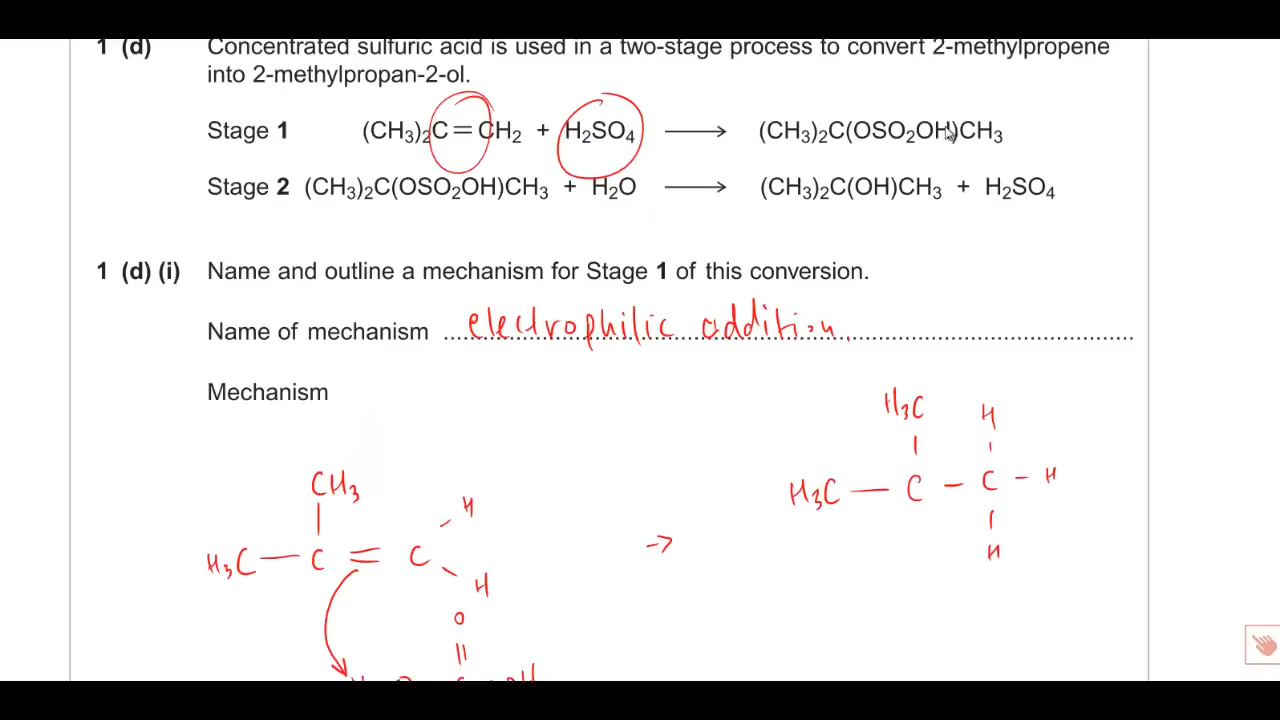 1 (d) Concentrated sulfuric acid is used in a two-stage process to convert 2-methylpropene
into 2-methylpropan-2-ol.
Stage 1 (CH₃)₂C=CH₂ + H₂SO₄ ⟶ (CH₃)₂C(OSO₂OH)CH₃
Stage 2 (CH₃)₂C(OSO₂OH)CH₃ + H₂O ⟶ (CH₃)₂C(OH)CH₃ + H₂SO₄
1 (d) (i) Name and outline a mechanism for Stage 1 of this conversion.
Name of mechanism electrophilic addition.
Mechanism
H₃C H
H₃C — C — C — H
H
CH₃
H
H₃C — C = C
→
H
O
||